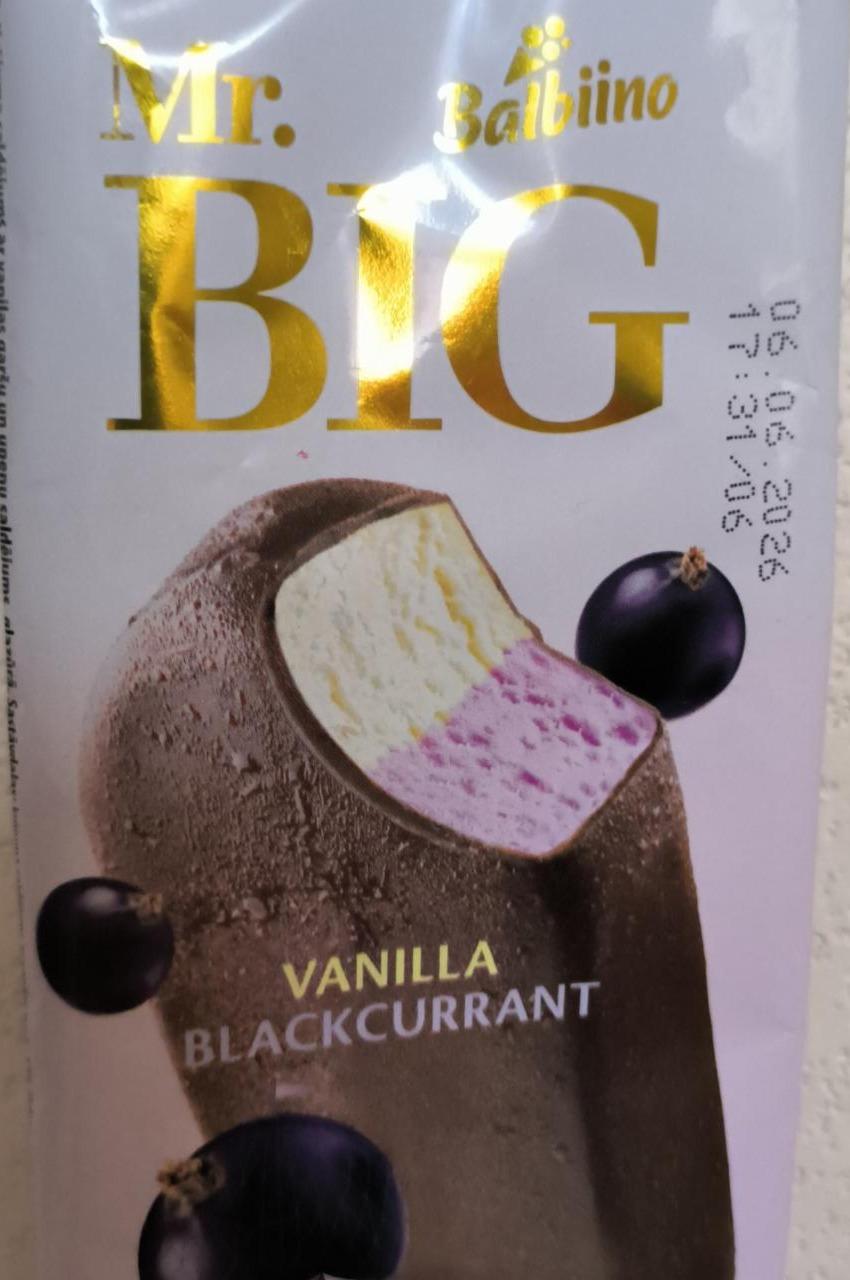 Mr.
Balbiino
BIG
06.06.2026
17:31/06
VANILLA
BLACKCURRANT